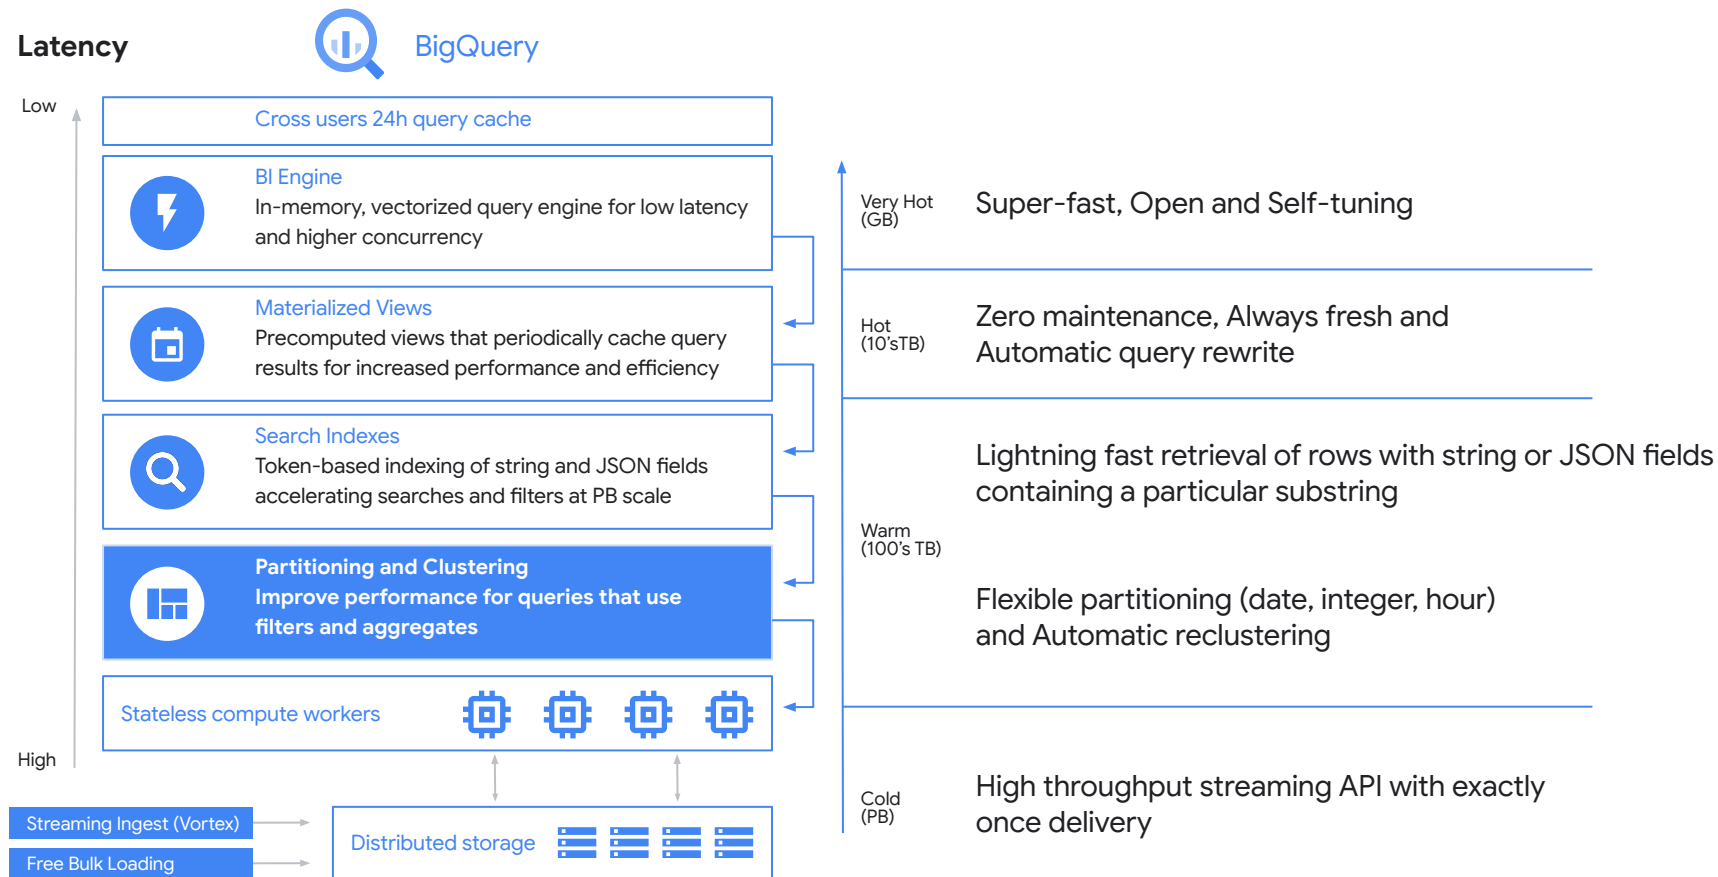 Latency
BigQuery
Low
Cross users 24h query cache
BI Engine
In-memory, vectorized query engine for low latency
and higher concurrency
Very Hot
(GB)
Super-fast, Open and Self-tuning
Materialized Views
Precomputed views that periodically cache query
results for increased performance and efficiency
Hot
(10'sTB)
Zero maintenance, Always fresh and
Automatic query rewrite
Search Indexes
Token-based indexing of string and JSON fields
accelerating searches and filters at PB scale
Lightning fast retrieval of rows with string or JSON fields
containing a particular substring
Warm
(100's TB)
Partitioning and Clustering
Improve performance for queries that use
filters and aggregates
Flexible partitioning (date, integer, hour)
and Automatic reclustering
Stateless compute workers
High
Streaming Ingest (Vortex)
Free Bulk Loading
Distributed storage
Cold
(PB)
High throughput streaming API with exactly
once delivery